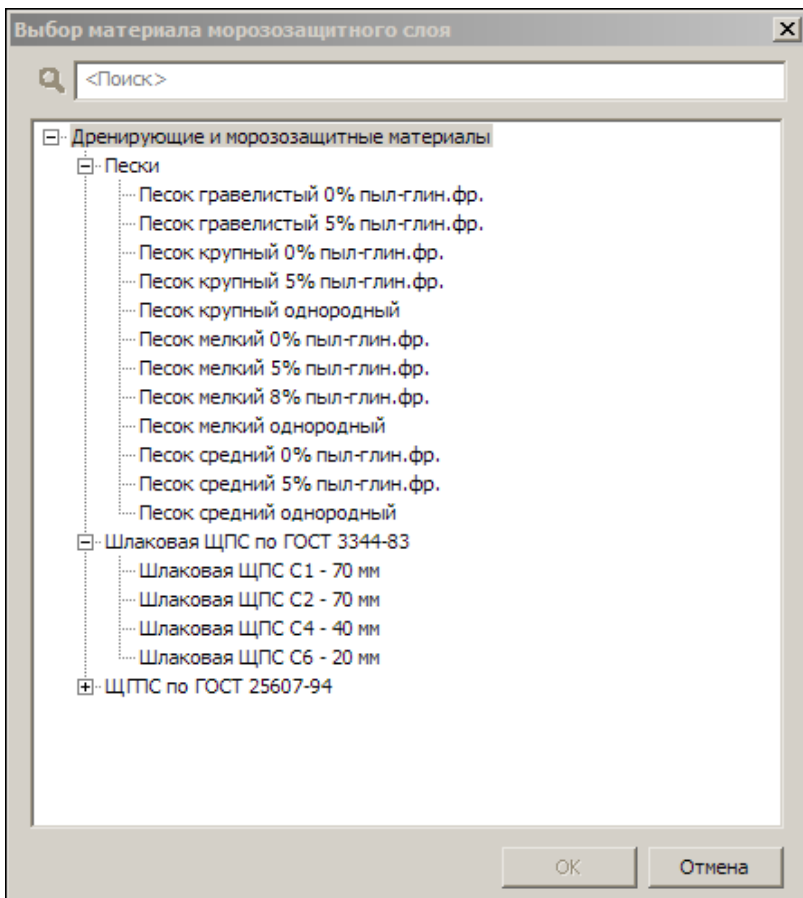 Выбор материала морозозащитного слоя
<Поиск>
Дренирующие и морозозащитные материалы
Пески
Песок гравелистый 0% пыл-глин.фр.
Песок гравелистый 5% пыл-глин.фр.
Песок крупный 0% пыл-глин.фр.
Песок крупный 5% пыл-глин.фр.
Песок крупный однородный
Песок мелкий 0% пыл-глин.фр.
Песок мелкий 5% пыл-глин.фр.
Песок мелкий 8% пыл-глин.фр.
Песок мелкий однородный
Песок средний 0% пыл-глин.фр.
Песок средний 5% пыл-глин.фр.
Песок средний однородный
Шлаковая ЩПС по ГОСТ 3344-83
Шлаковая ЩПС С1 - 70 мм
Шлаковая ЩПС С2 - 70 мм
Шлаковая ЩПС С4 - 40 мм
Шлаковая ЩПС С6 - 20 мм
ЩГПС по ГОСТ 25607-94
ОК Отмена